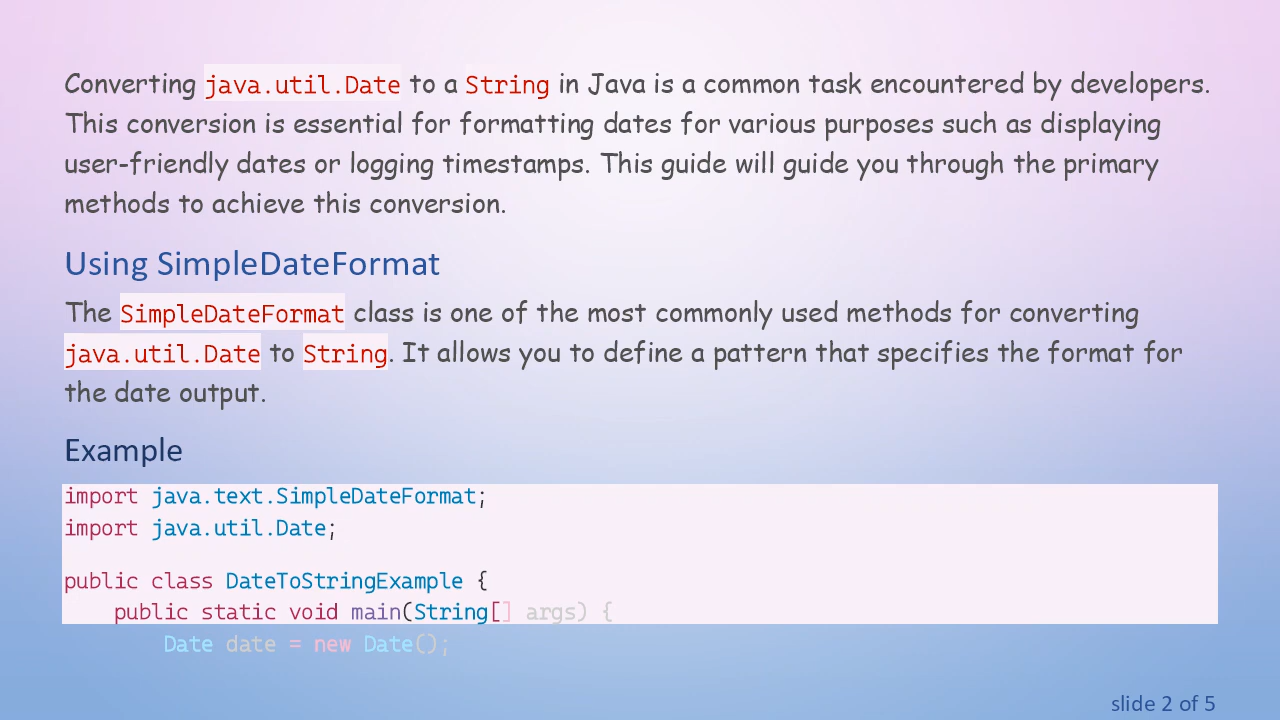 Converting java.util.Date to a String in Java is a common task encountered by developers.
This conversion is essential for formatting dates for various purposes such as displaying
user-friendly dates or logging timestamps. This guide will guide you through the primary
methods to achieve this conversion.
Using SimpleDateFormat
The SimpleDateFormat class is one of the most commonly used methods for converting
java.util.Date to String. It allows you to define a pattern that specifies the format for
the date output.
Example
import java.text.SimpleDateFormat;
import java.util.Date;
public class DateToStringExample {
    public static void main(String[] args) {
        Date date = new Date();
slide 2 of 5